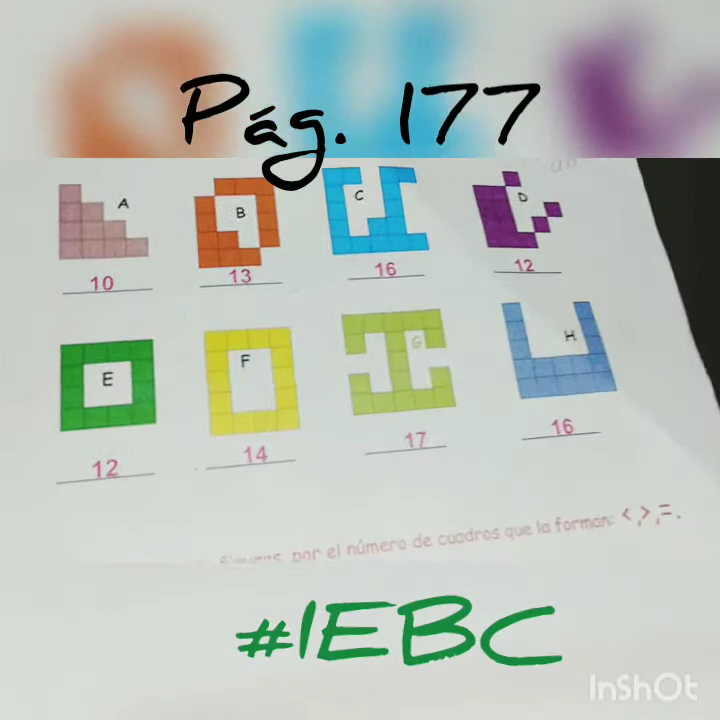 Pág. 177
A B C D
10 13 16 12
E F G H
12 14 17 16
por el número de cuadros que la forman: <,>,=.
#IEBC
InShOt